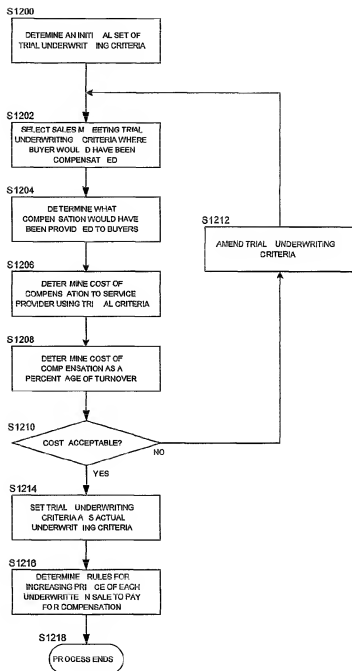 S1200
DETEMINE AN INITI AL SET OF
TRIAL UNDERWRIT ING CRITERIA
S1202
SELECT SALES M EETING TRIAL
UNDERWRITING CRITERIA WHERE
BUYER WOUL D HAVE BEEN
COMPENSAT ED
S1204
DETERMINE WHAT
COMPEN SATION WOULD HAVE
BEEN PROVID ED TO BUYERS
S1206
DETER MINE COST OF
COMPENS ATION TO SERVICE
PROVIDER USING TRI AL CRITERIA
S1208
DETER MINE COST OF
COMP ENSATION AS A
PERCENT AGE OF TURNOVER
S1210
COST ACCEPTABLE?
NO
YES
S1212
AMEND TRIAL UNDERWRITING
CRITERIA
S1214
SET TRIAL UNDERWRITING
CRITERIA A S ACTUAL
UNDERWRIT ING CRITERIA
S1216
DETERMINE RULES FOR
INCREASING PRI CE OF EACH
UNDERWRITTE N SALE TO PAY
FO R COMPENSATION
S1218
PROCESS ENDS